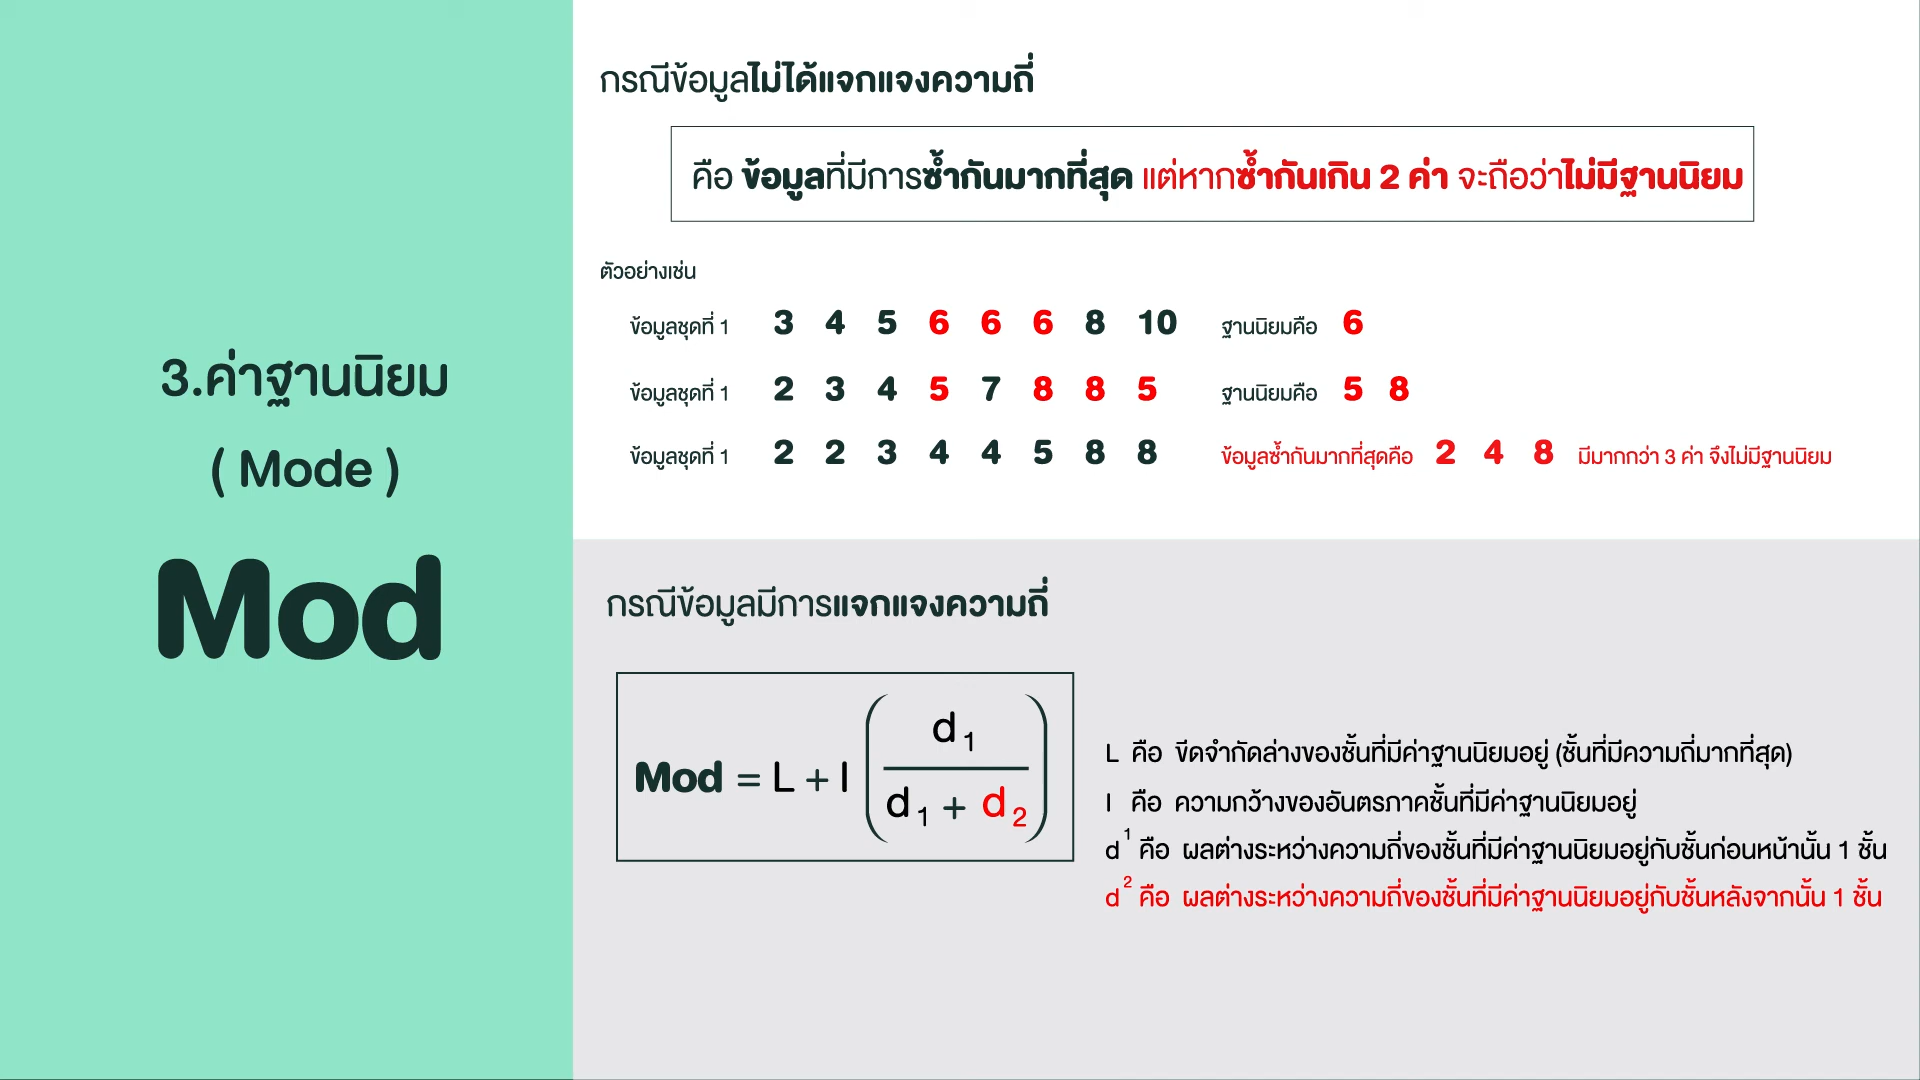 3.ค่าฐานนิยม
( Mode )
Mod
กรณีข้อมูลไม่ได้แจกแจงความถี่
คือ ข้อมูลที่มีการซ้ำกันมากที่สุด แต่หากซ้ำกันเกิน 2 ค่า จะถือว่าไม่มีฐานนิยม
ตัวอย่างเช่น
ข้อมูลชุดที่ 1 3 4 5 6 6 6 8 10 ฐานนิยมคือ 6
ข้อมูลชุดที่ 1 2 3 4 5 7 8 8 5 ฐานนิยมคือ 5 8
ข้อมูลชุดที่ 1 2 2 3 4 4 5 8 8 ข้อมูลซ้ำกันมากที่สุดคือ 2 4 8 มีมากกว่า 3 ค่า จึงไม่มีฐานนิยม
กรณีข้อมูลมีการแจกแจงความถี่
d₁
Mod = L + I
d₁ + d₂
L คือ ขีดจำกัดล่างของชั้นที่มีค่าฐานนิยมอยู่ (ชั้นที่มีความถี่มากที่สุด)
I คือ ความกว้างของอันตรภาคชั้นที่มีค่าฐานนิยมอยู่
d¹ คือ ผลต่างระหว่างความถี่ของชั้นที่มีค่าฐานนิยมอยู่กับชั้นก่อนหน้านั้น 1 ชั้น
d² คือ ผลต่างระหว่างความถี่ของชั้นที่มีค่าฐานนิยมอยู่กับชั้นหลังจากนั้น 1 ชั้น